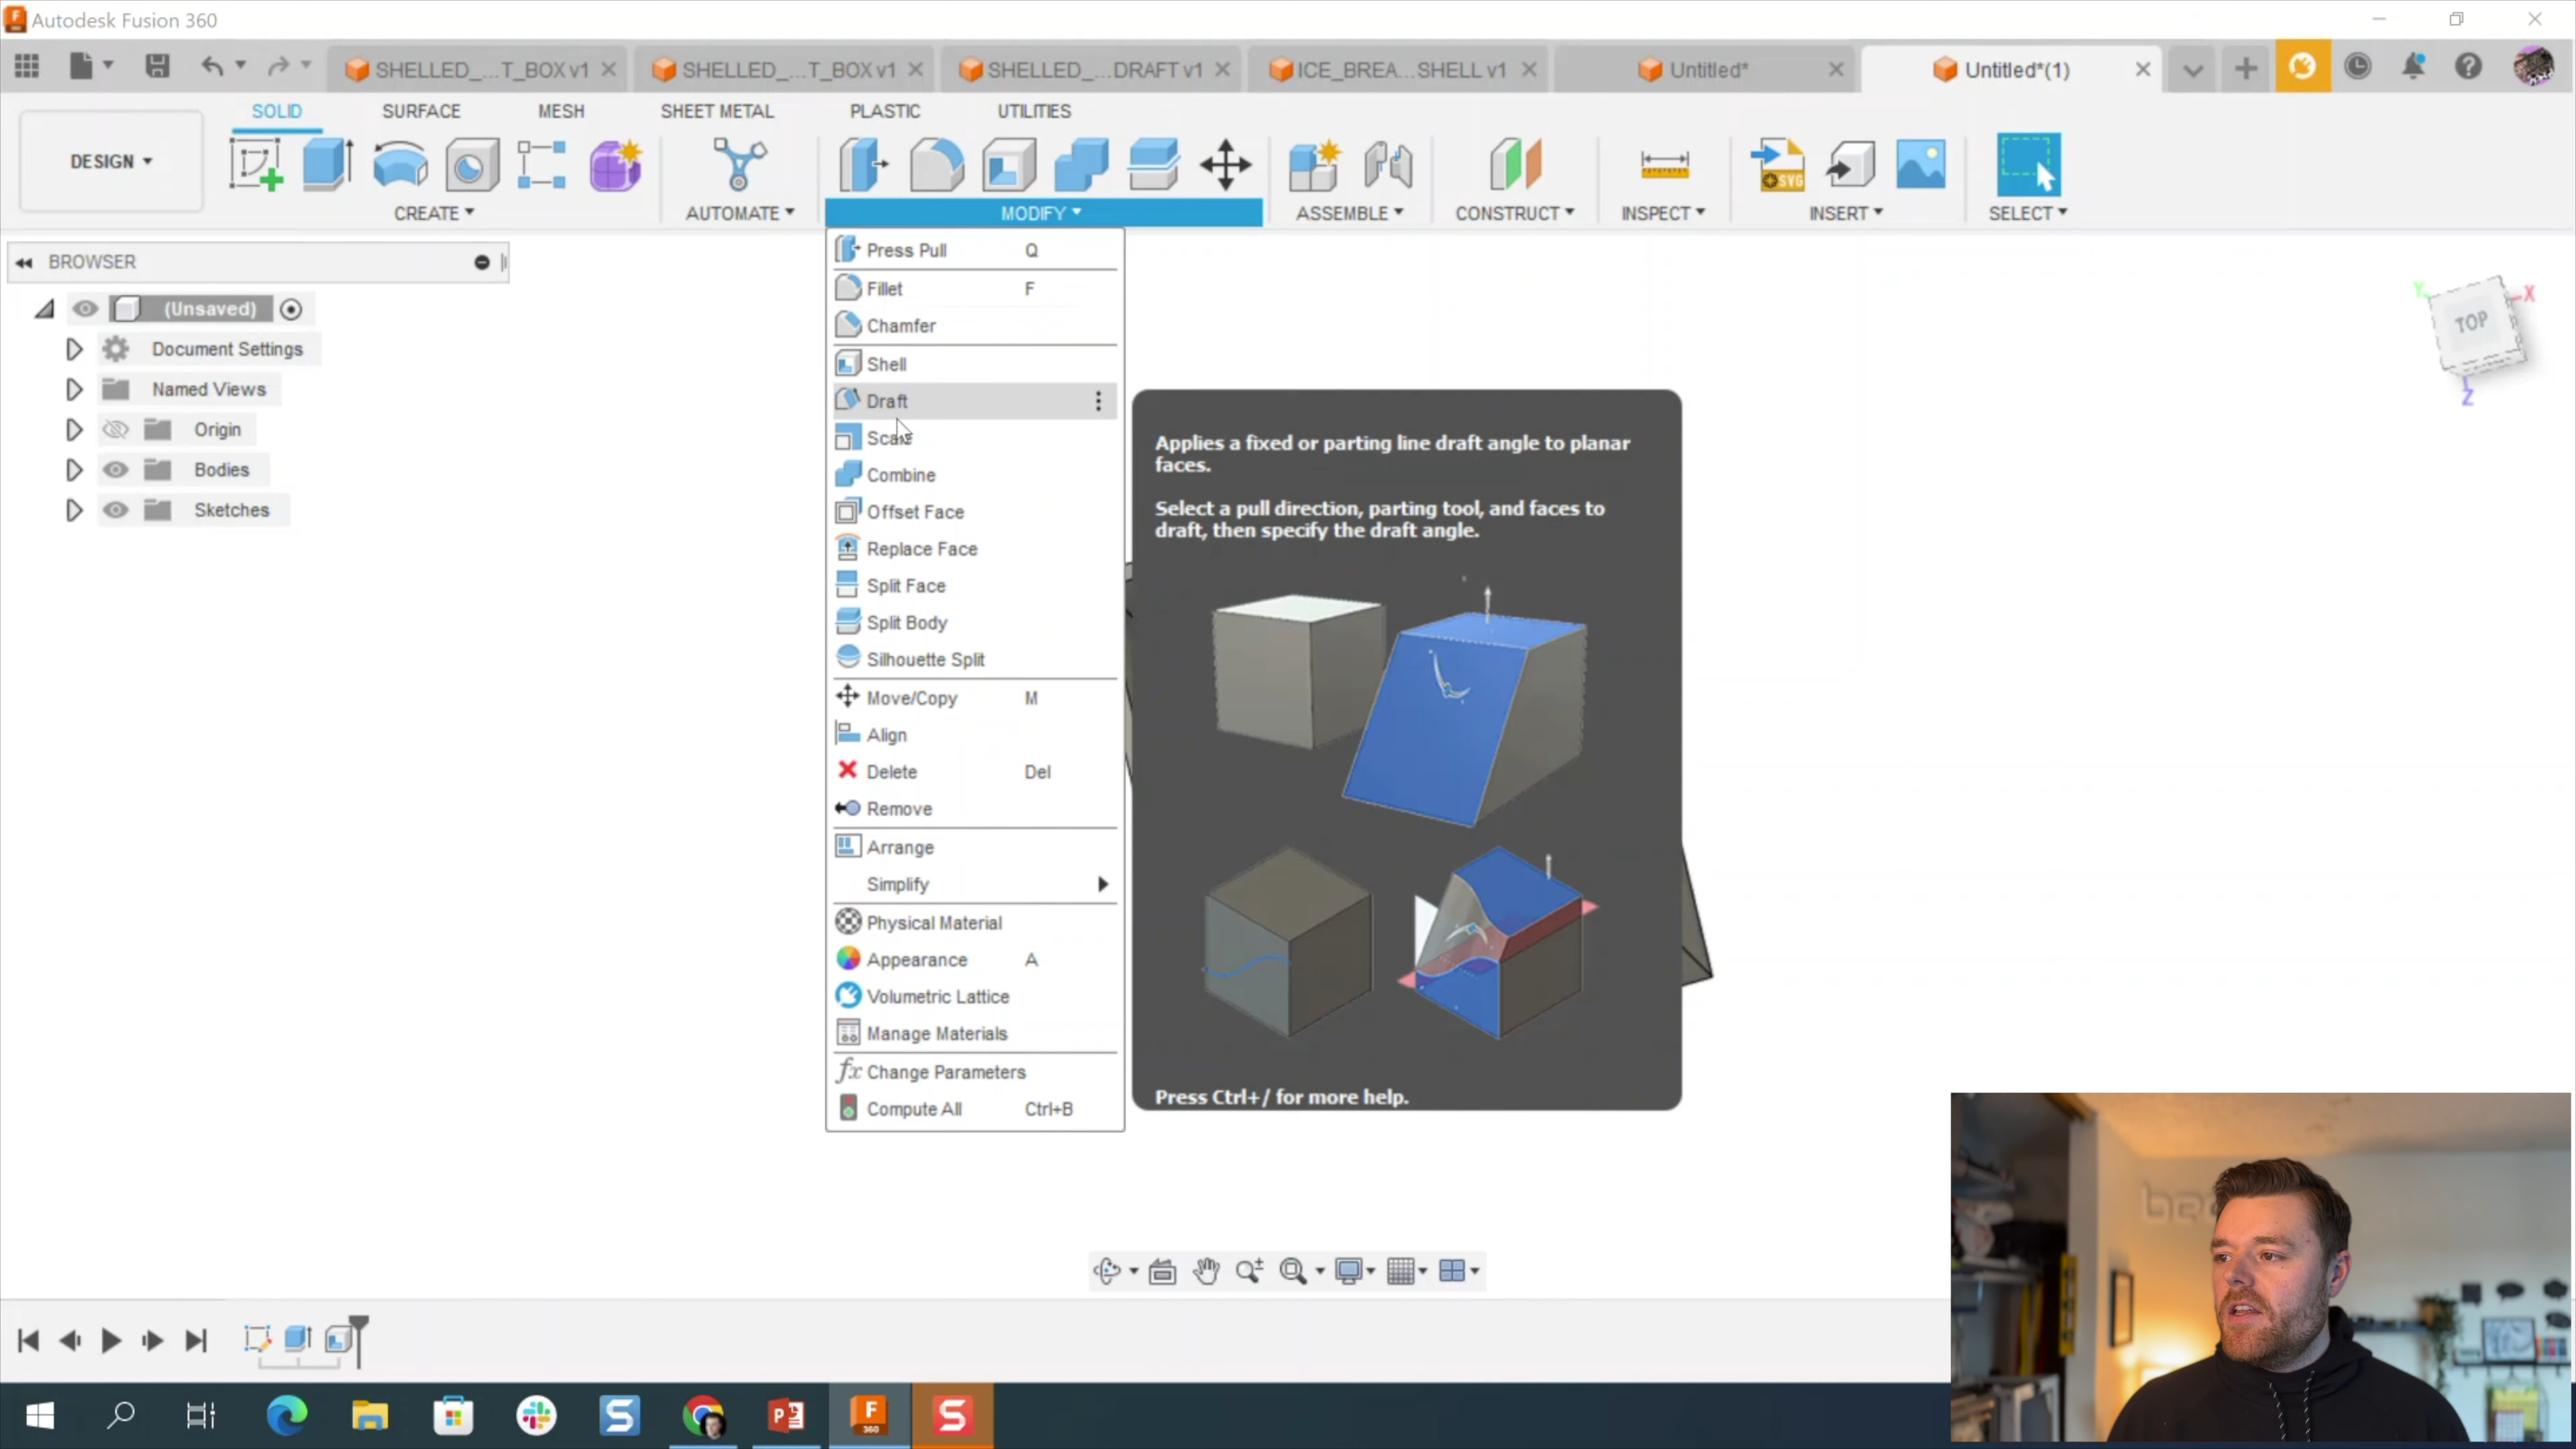 Autodesk Fusion 360
SHELLED_...T_BOX v1
SHELLED_...T_BOX v1
SHELLED_...DRAFT v1
ICE_BREA...SHELL v1
Untitled*
Untitled*(1)
SOLID
SURFACE
MESH
SHEET METAL
PLASTIC
UTILITIES
DESIGN
SVG
CREATE
AUTOMATE
MODIFY
ASSEMBLE
CONSTRUCT
INSPECT
INSERT
SELECT
BROWSER
(Unsaved)
Document Settings
Named Views
Origin
Bodies
Sketches
Press Pull Q
Fillet F
Chamfer
Shell
Draft
Scale
Combine
Offset Face
Replace Face
Split Face
Split Body
Silhouette Split
Move/Copy M
Align
Delete Del
Remove
Arrange
Simplify
Physical Material
Appearance A
Volumetric Lattice
Manage Materials
fx Change Parameters
Compute All Ctrl+B
Applies a fixed or parting line draft angle to planar
faces.
Select a pull direction, parting tool, and faces to
draft, then specify the draft angle.
Press Ctrl+/ for more help.
Y
X
TOP
Z
S
P
F
360
S